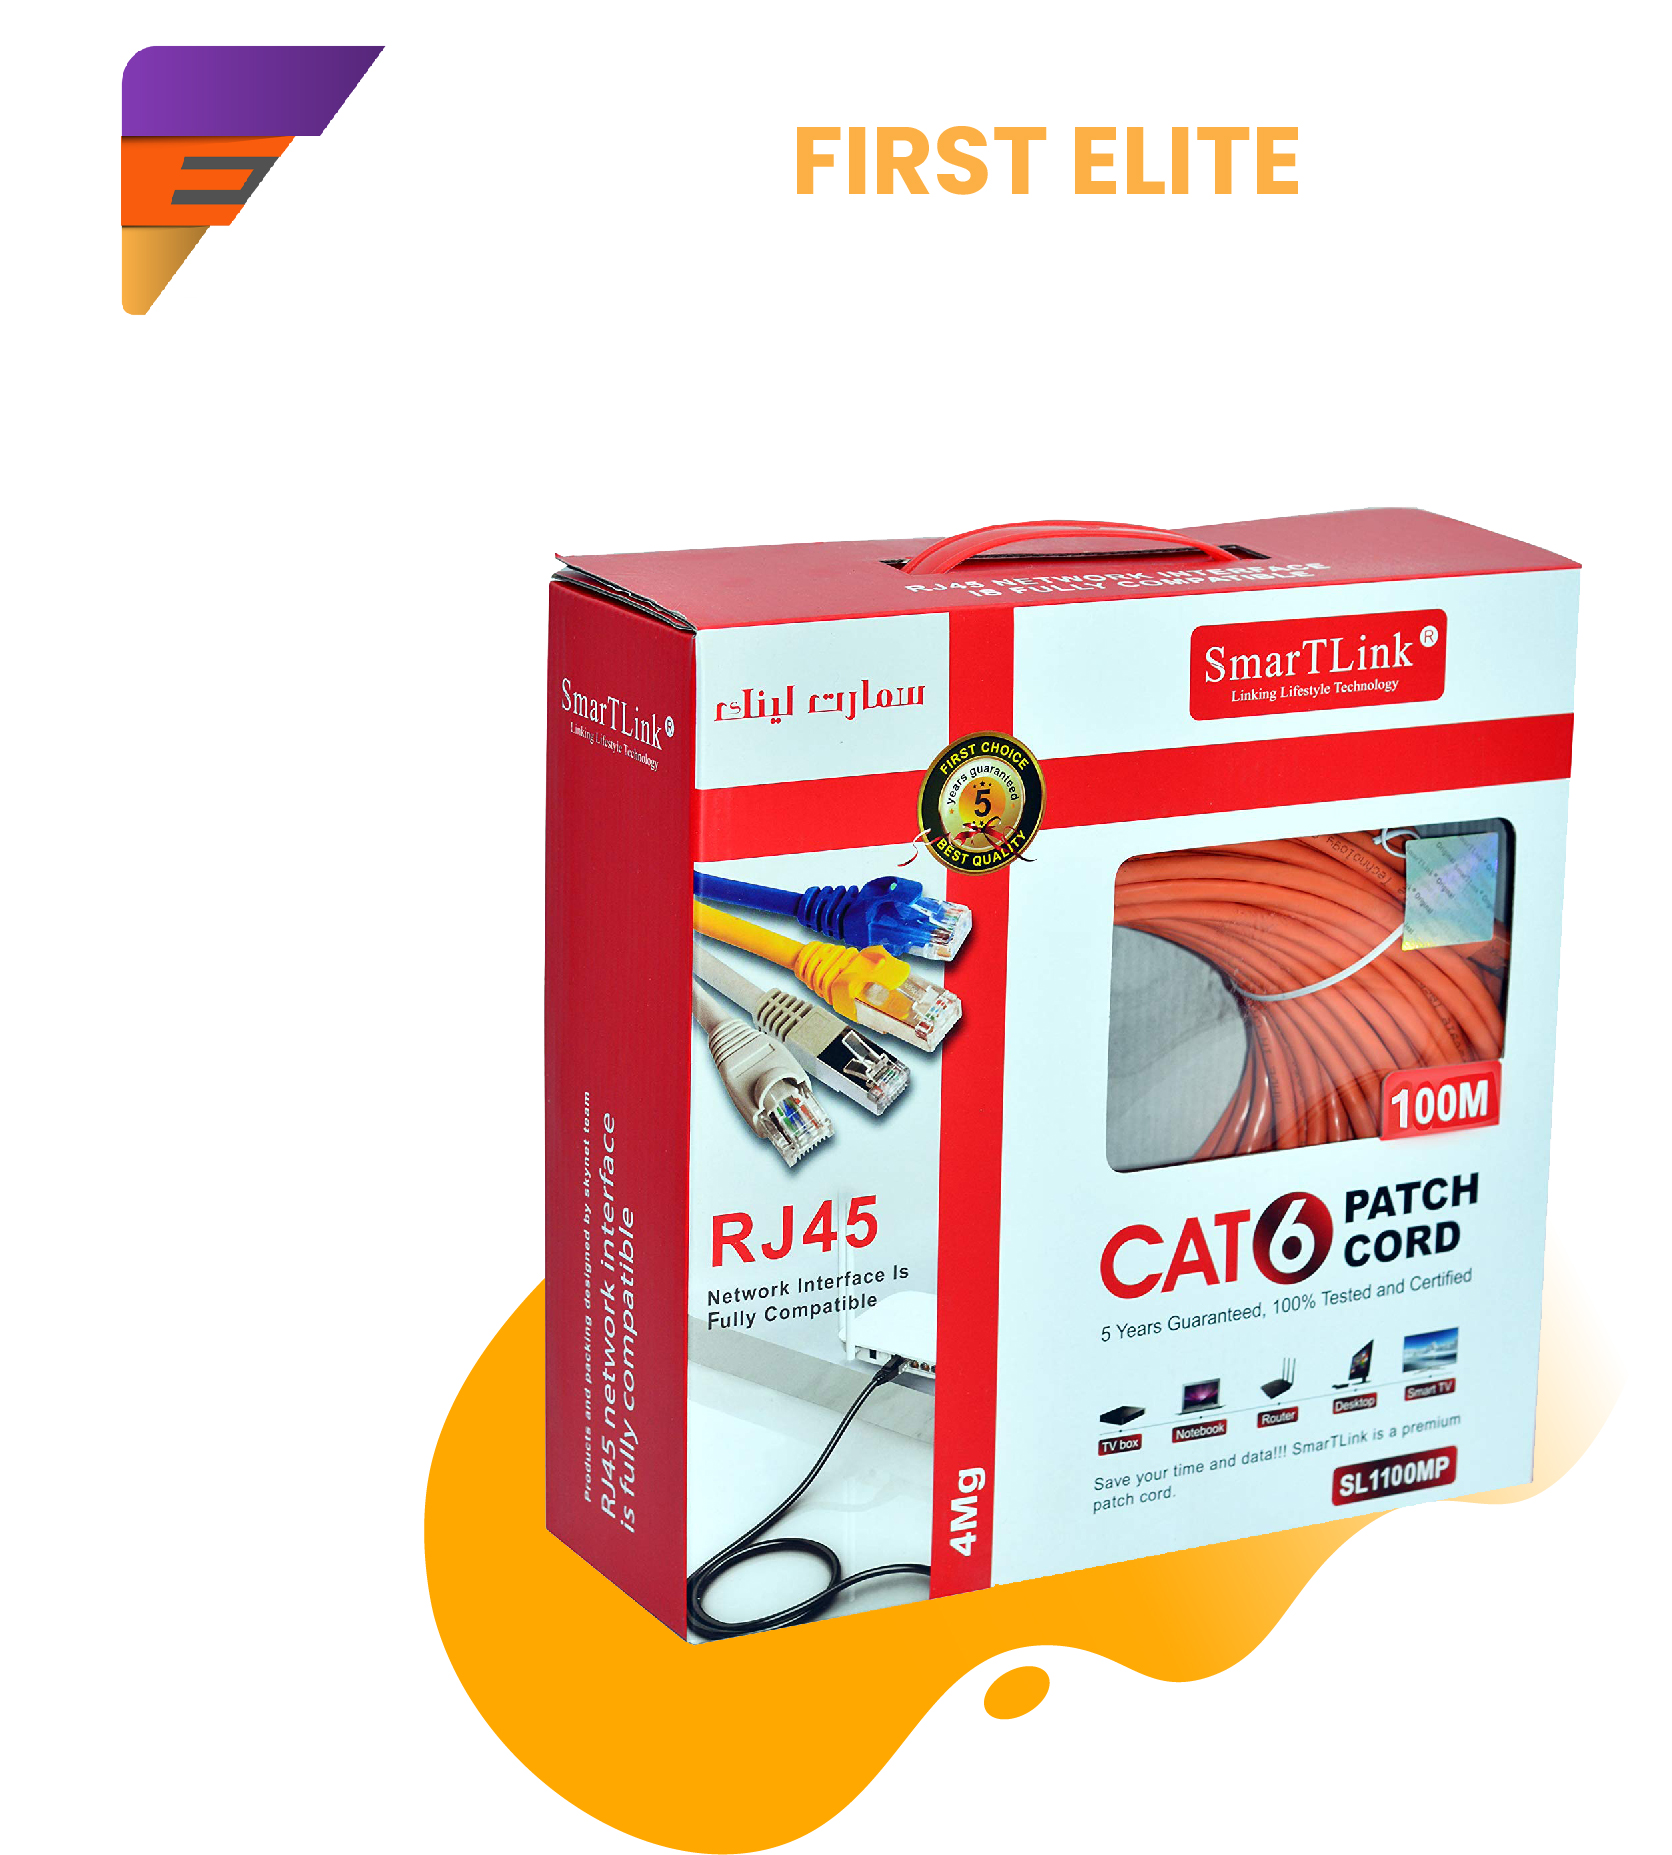 FIRST ELITE
RJ45 NETWORK INTERFACE
IS FULLY COMPATIBLE
SmarTLink®
Linking Lifestyle Technology
سمارت لينك
SmarTLink®
Linking Lifestyle Technology
FIRST CHOICE
years guaranteed
5
BEST QUALITY
100M
RJ45
Network Interface Is
Fully Compatible
CAT6 PATCH
CORD
5 Years Guaranteed, 100% Tested and Certified
TV box
Notebook
Router
Desktop
Smart TV
Save your time and data!!! SmarTLink is a premium
patch cord.
SL1100MP
4Mg
Products and packing designed by skynet team
RJ45 network interface
is fully compatible